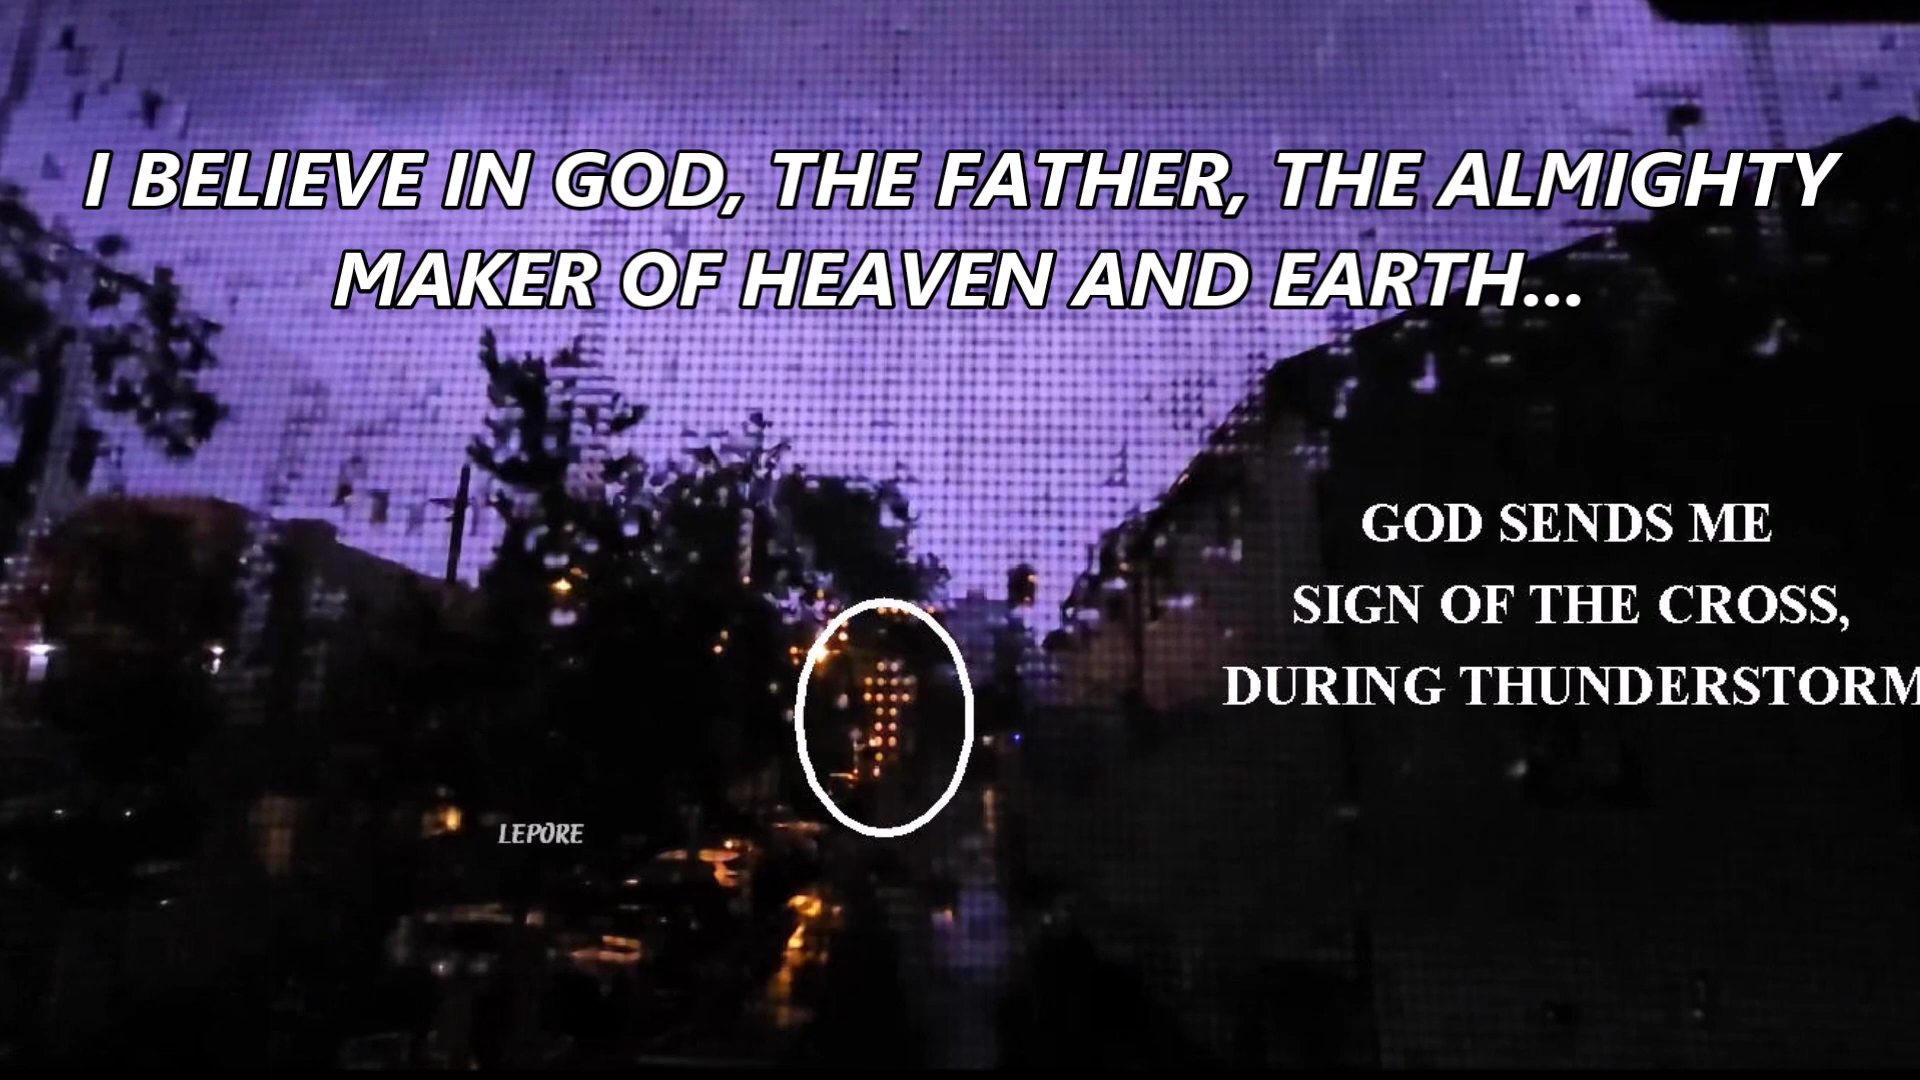 I BELIEVE IN GOD, THE FATHER, THE ALMIGHTY
MAKER OF HEAVEN AND EARTH...
GOD SENDS ME
SIGN OF THE CROSS,
DURING THUNDERSTORM
LEPORE